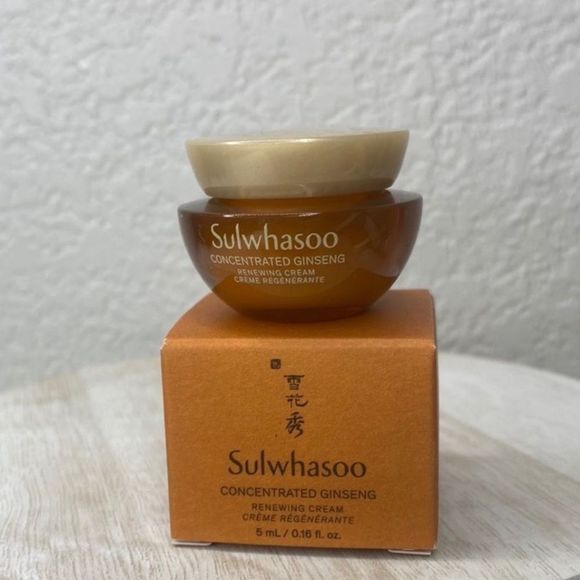 Sulwhasoo
CONCENTRATED GINSENG
RENEWING CREAM
CRÈME RÉGÉNÉRANTE
雪
花
秀
Sulwhasoo
CONCENTRATED GINSENG
RENEWING CREAM
CRÈME RÉGÉNÉRANTE
5 mL / 0.16 fl. oz.